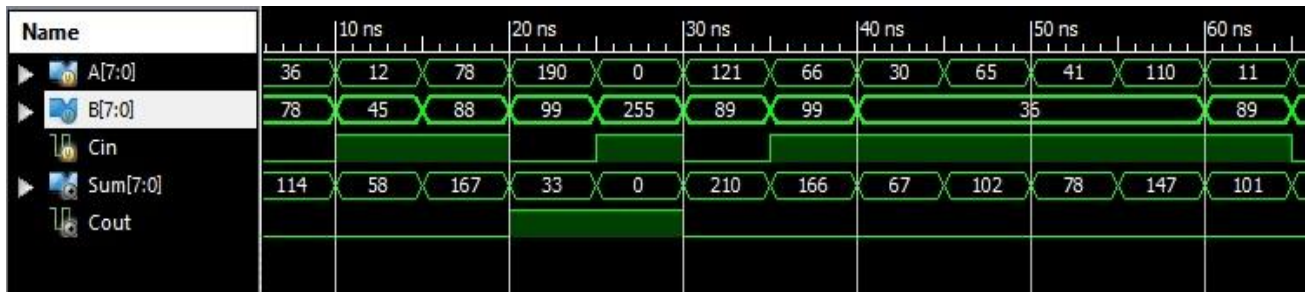 Name 10 ns 20 ns 30 ns 40 ns 50 ns 60 ns
A[7:0] 36 12 78 190 0 121 66 30 65 41 110 11
B[7:0] 78 45 88 99 255 89 99 36 89
Cin
Sum[7:0] 114 58 167 33 0 210 166 67 102 78 147 101
Cout